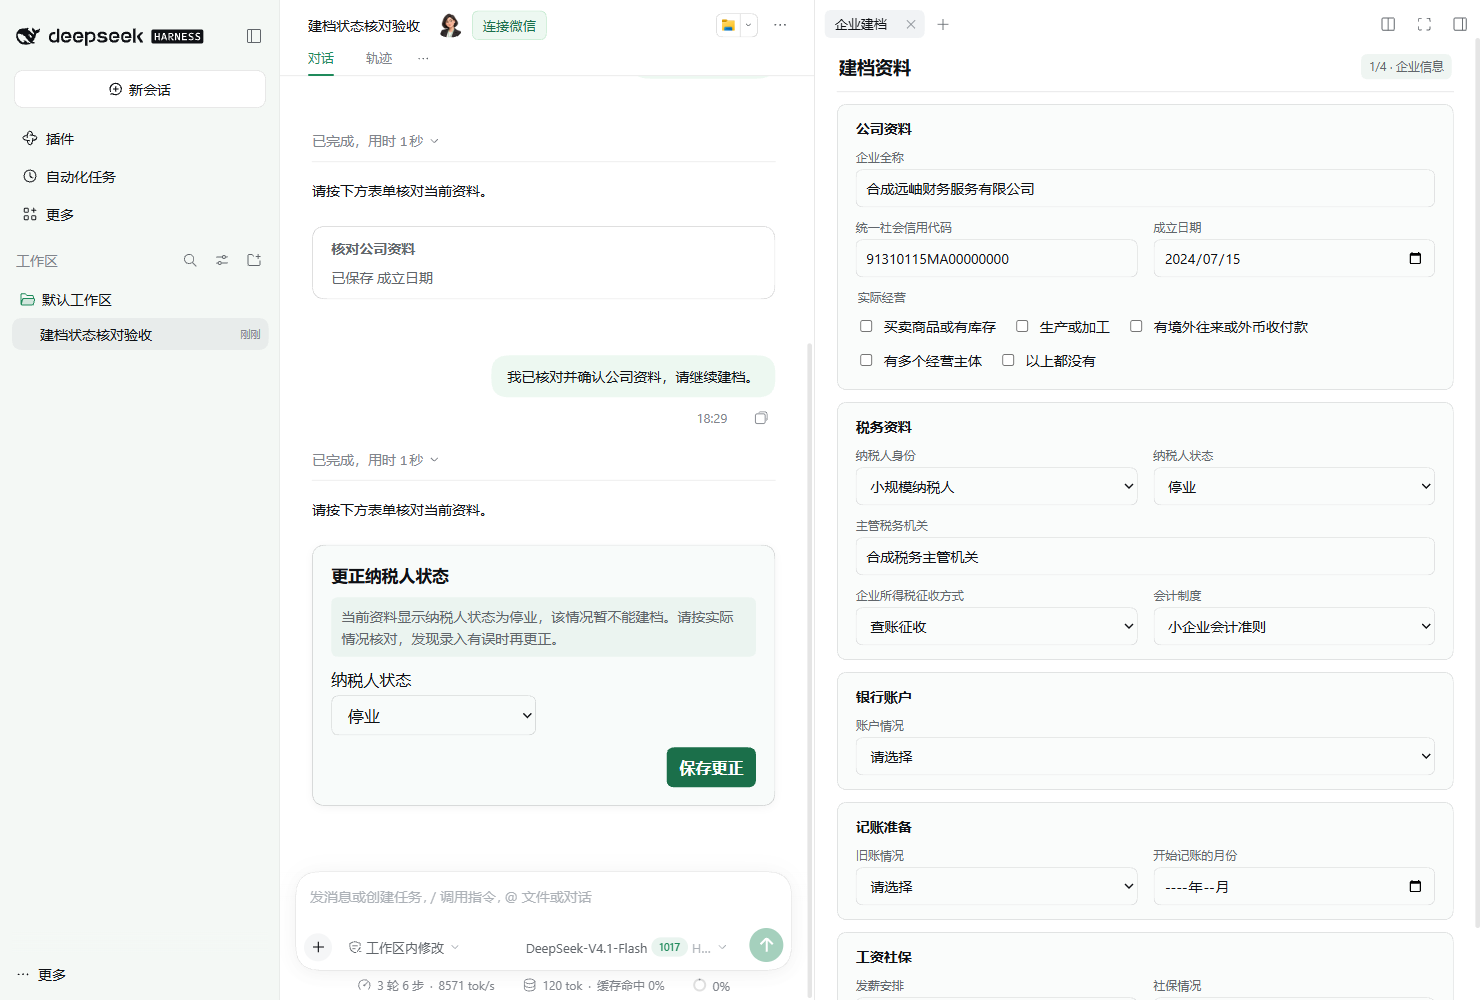 deepseek HARNESS
新会话
插件
自动化任务
更多
工作区
默认工作区
建档状态核对验收 刚刚
··· 更多
建档状态核对验收 连接微信 ···
对话 轨迹 ···
已完成，用时 1 秒
请按下方表单核对当前资料。
核对公司资料
已保存 成立日期
我已核对并确认公司资料，请继续建档。
18:29
已完成，用时 1 秒
请按下方表单核对当前资料。
更正纳税人状态
当前资料显示纳税人状态为停业，该情况暂不能建档。请按实际
情况核对，发现录入有误时再更正。
纳税人状态
停业
保存更正
发消息或创建任务，/ 调用指令，@ 文件或对话
工作区内修改 DeepSeek-V4.1-Flash 1017 H...
3 轮 6 步 · 8571 tok/s 120 tok · 缓存命中 0% 0%
企业建档
建档资料 1/4 · 企业信息
公司资料
企业全称
合成远岫财务服务有限公司
统一社会信用代码 成立日期
91310115MA00000000 2024/07/15
实际经营
买卖商品或有库存 生产或加工 有境外往来或外币收付款
有多个经营主体 以上都没有
税务资料
纳税人身份 纳税人状态
小规模纳税人 停业
主管税务机关
合成税务主管机关
企业所得税征收方式 会计制度
查账征收 小企业会计准则
银行账户
账户情况
请选择
记账准备
旧账情况 开始记账的月份
请选择 ----年--月
工资社保
发薪安排 社保情况